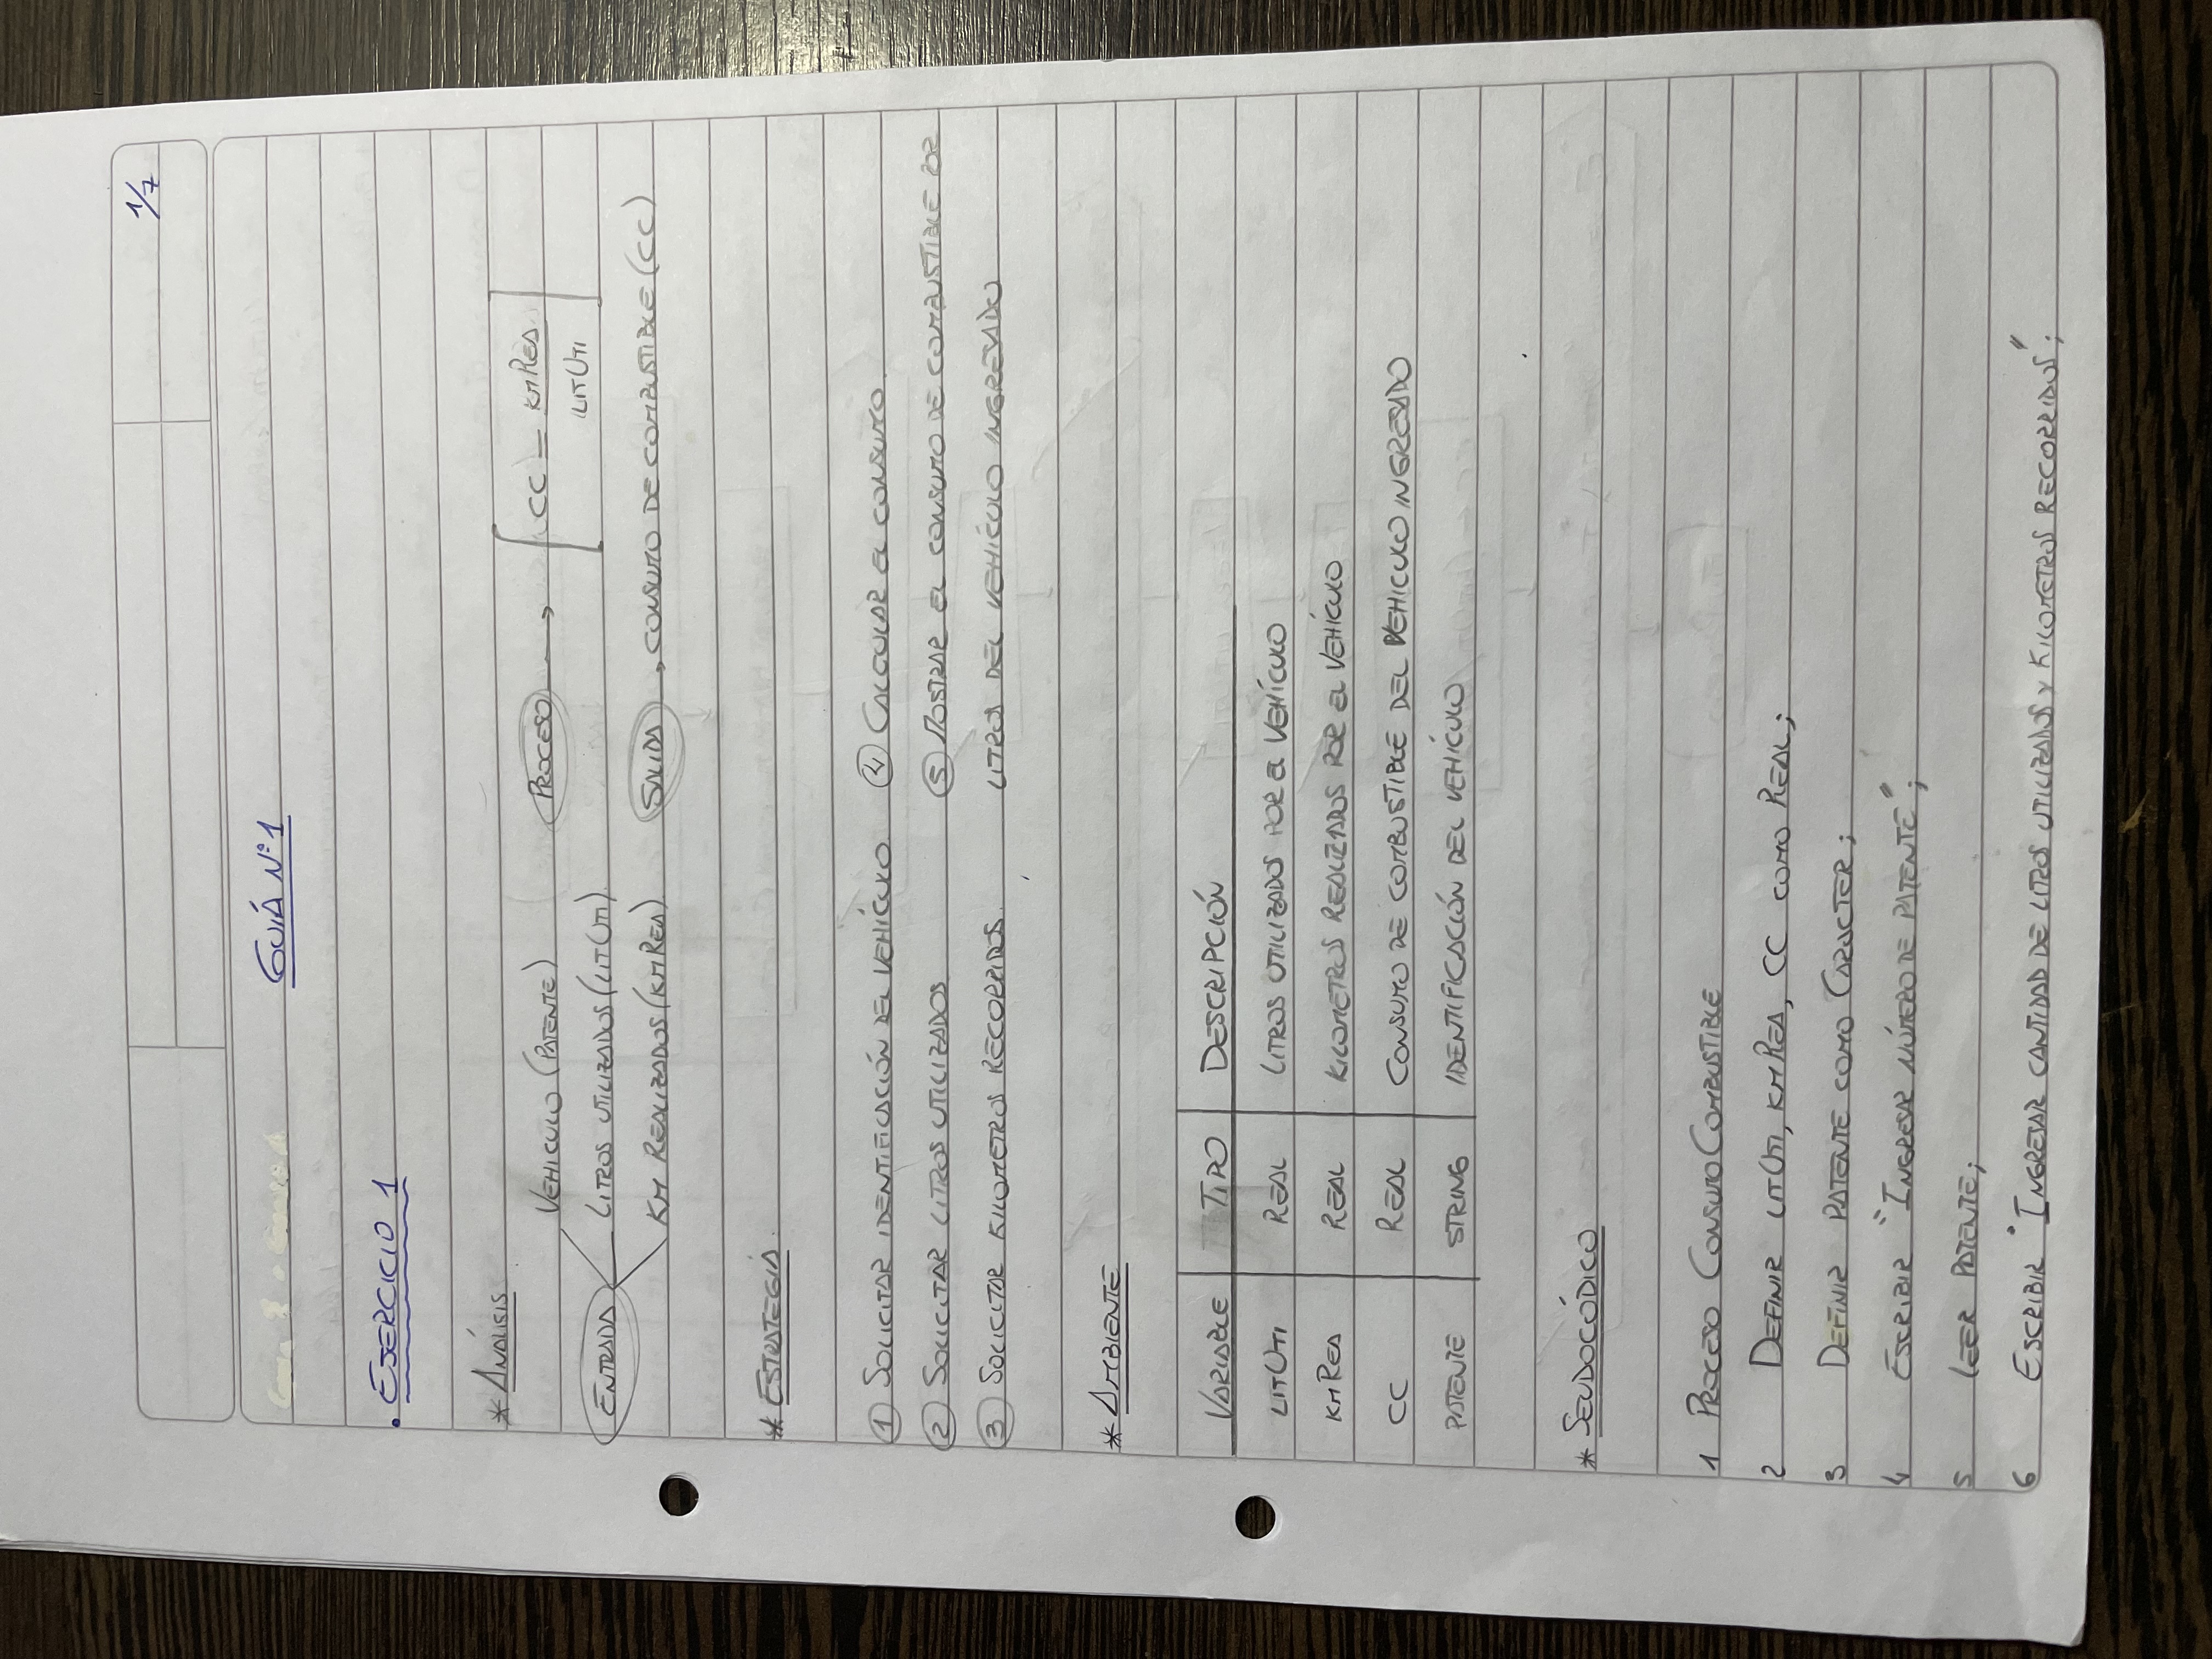 1/7
GUÍA Nº1
. EJERCICIO 1
* ANÁLISIS
VEHICULO (PATENTE)
ENTRADA
LITROS UTILIZADOS (LITUTI)
KM REALIZADOS (KMREA)
PROCESO → [CC = KMREA
LITUTI]
SALIDA → CONSUMO DE COMBUSTIBLE (CC)
* ESTRATEGIA
① SOLICITAR IDENTIFICACIÓN DEL VEHÍCULO
② SOLICITAR LITROS UTILIZADOS
③ SOLICITAR KILOMETROS RECORRIDOS
④ CALCULAR EL CONSUMO
⑤ MOSTRAR EL CONSUMO DE COMBUSTIBLE POR
LITROS DEL VEHÍCULO INGRESADO
* AMBIENTE
VARIABLE TIPO DESCRIPCIÓN
LITUTI REAL LITROS UTILIZADOS POR EL VEHÍCULO
KMREA REAL KILOMETROS REALIZADOS POR EL VEHÍCULO
CC REAL CONSUMO DE COMBUSTIBLE DEL VEHICULO INGRESADO
PATENTE STRING IDENTIFICACIÓN DEL VEHÍCULO
* SEUDOCÓDICO
1 PROCESO CONSUMOCOMBUSTIBLE
2 DEFINIR LITUTI, KMREA, CC COMO REAL;
3 DEFINIR PATENTE COMO CARACTER;
4 ESCRIBIR "INGRESAR NÚMERO DE PATENTE";
5 LEER PATENTE;
6 ESCRIBIR "INGRESAR CANTIDAD DE LITROS UTILIZADOS Y KILOMETROS RECORRIDOS";